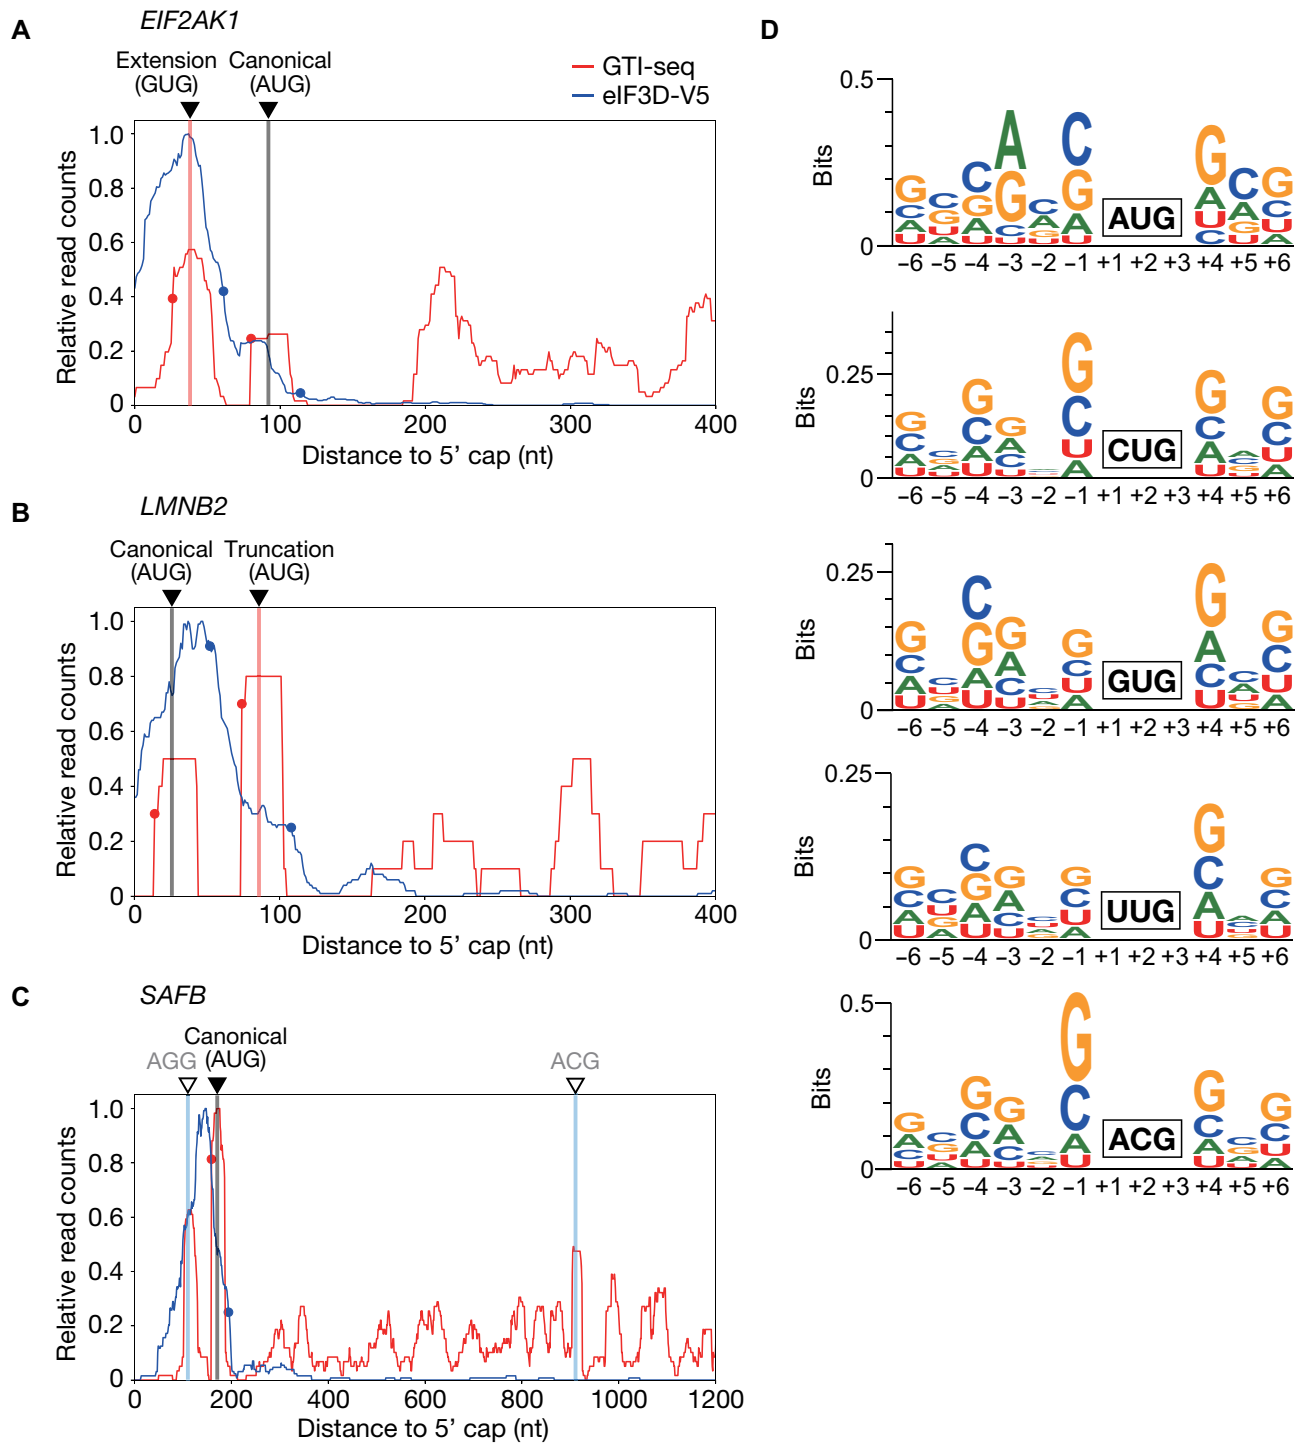 A
EIF2AK1
Extension Canonical
(GUG) (AUG)
GTI-seq
eIF3D-V5
Relative read counts
1.0
0.8
0.6
0.4
0.2
0
0 100 200 300 400
Distance to 5’ cap (nt)
B
LMNB2
Canonical Truncation
(AUG) (AUG)
Relative read counts
1.0
0.8
0.6
0.4
0.2
0
0 100 200 300 400
Distance to 5’ cap (nt)
C
SAFB
Canonical
AGG (AUG) ACG
Relative read counts
1.0
0.8
0.6
0.4
0.2
0
0 200 400 600 800 1000 1200
Distance to 5’ cap (nt)
D
Bits
0.5
0
AUG
–6 –5 –4 –3 –2 –1 +1 +2 +3 +4 +5 +6
Bits
0.25
0
CUG
–6 –5 –4 –3 –2 –1 +1 +2 +3 +4 +5 +6
Bits
0.25
0
GUG
–6 –5 –4 –3 –2 –1 +1 +2 +3 +4 +5 +6
Bits
0.25
0
UUG
–6 –5 –4 –3 –2 –1 +1 +2 +3 +4 +5 +6
Bits
0.5
0
ACG
–6 –5 –4 –3 –2 –1 +1 +2 +3 +4 +5 +6